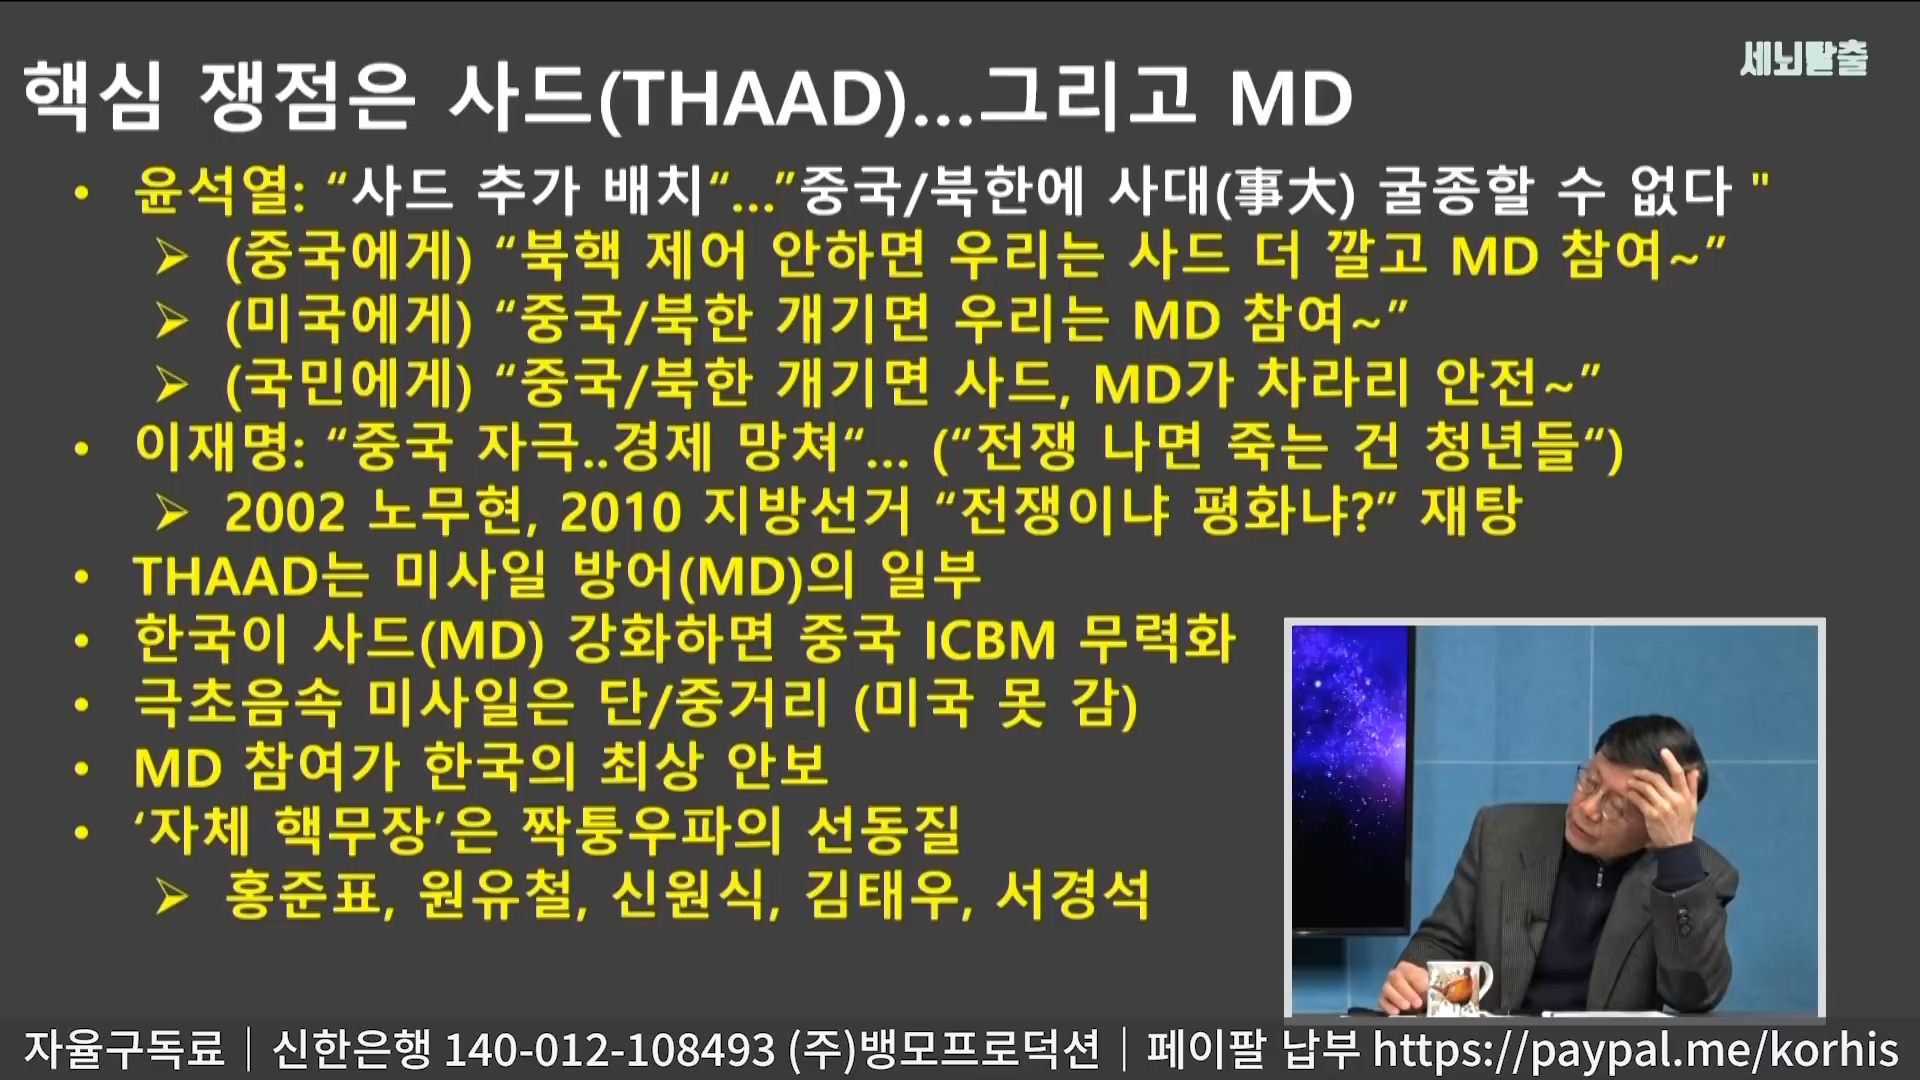 세뇌탈출
핵심 쟁점은 사드(THAAD)...그리고 MD
• 윤석열: “사드 추가 배치“...”중국/북한에 사대(事大) 굴종할 수 없다 "
➢ (중국에게) “북핵 제어 안하면 우리는 사드 더 깔고 MD 참여~”
➢ (미국에게) “중국/북한 개기면 우리는 MD 참여~”
➢ (국민에게) “중국/북한 개기면 사드, MD가 차라리 안전~”
• 이재명: “중국 자극..경제 망쳐“... (“전쟁 나면 죽는 건 청년들“)
➢ 2002 노무현, 2010 지방선거 “전쟁이냐 평화냐?” 재탕
• THAAD는 미사일 방어(MD)의 일부
• 한국이 사드(MD) 강화하면 중국 ICBM 무력화
• 극초음속 미사일은 단/중거리 (미국 못 감)
• MD 참여가 한국의 최상 안보
• ‘자체 핵무장’은 짝퉁우파의 선동질
➢ 홍준표, 원유철, 신원식, 김태우, 서경석
자율구독료│신한은행 140-012-108493 (주)뱅모프로덕션│페이팔 납부 https://paypal.me/korhis